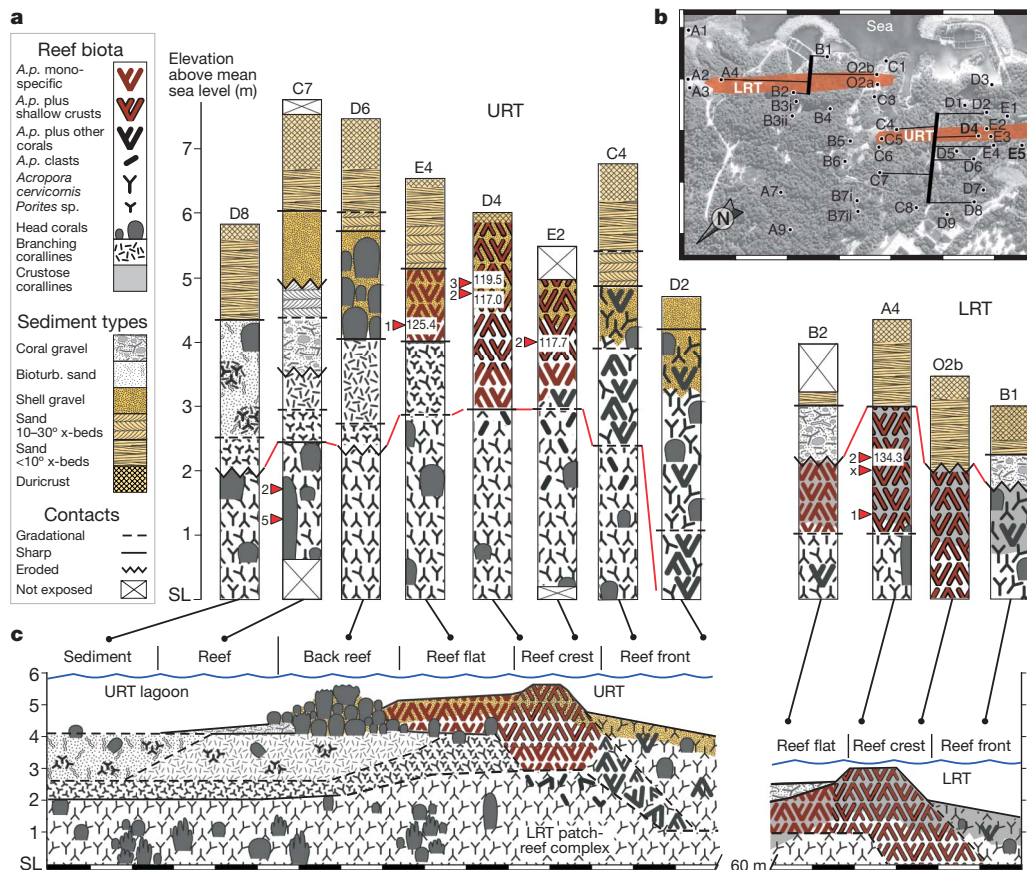 a
Reef biota
A.p. mono-
specific
A.p. plus
shallow crusts
A.p. plus other
corals
A.p. clasts
Acropora
cervicornis
Porites sp.
Head corals
Branching
corallines
Crustose
corallines
Sediment types
Coral gravel
Bioturb. sand
Shell gravel
Sand
10–30º x-beds
Sand
<10º x-beds
Duricrust
Contacts
Gradational
Sharp
Eroded
Not exposed
Elevation
above mean
sea level (m)
7
6
5
4
3
2
1
SL
URT
D8
C7
2
5
D6
E4
1 125.4
D4
3 119.5
2 117.0
E2
2 117.7
C4
D2
LRT
B2
A4
2 134.3
x
1
O2b
B1
b
Sea
A1
B1
O2b C1
A2 A4
LRT
O2a
D3
A3
B2
C3
B3i
D1 D2 E1
B3ii
B4
C4
URT
D4 E2
B5
C5
E3
C6
D5
E4 E5
B6
D6
C7
A7
B7i
D7
B7ii
C8
D8
D9
A9
N
c
Sediment Reef Back reef Reef flat Reef crest Reef front
6
5
4
3
2
1
SL
URT lagoon
URT
LRT patch-
reef complex
Reef flat Reef crest Reef front
LRT
60 m